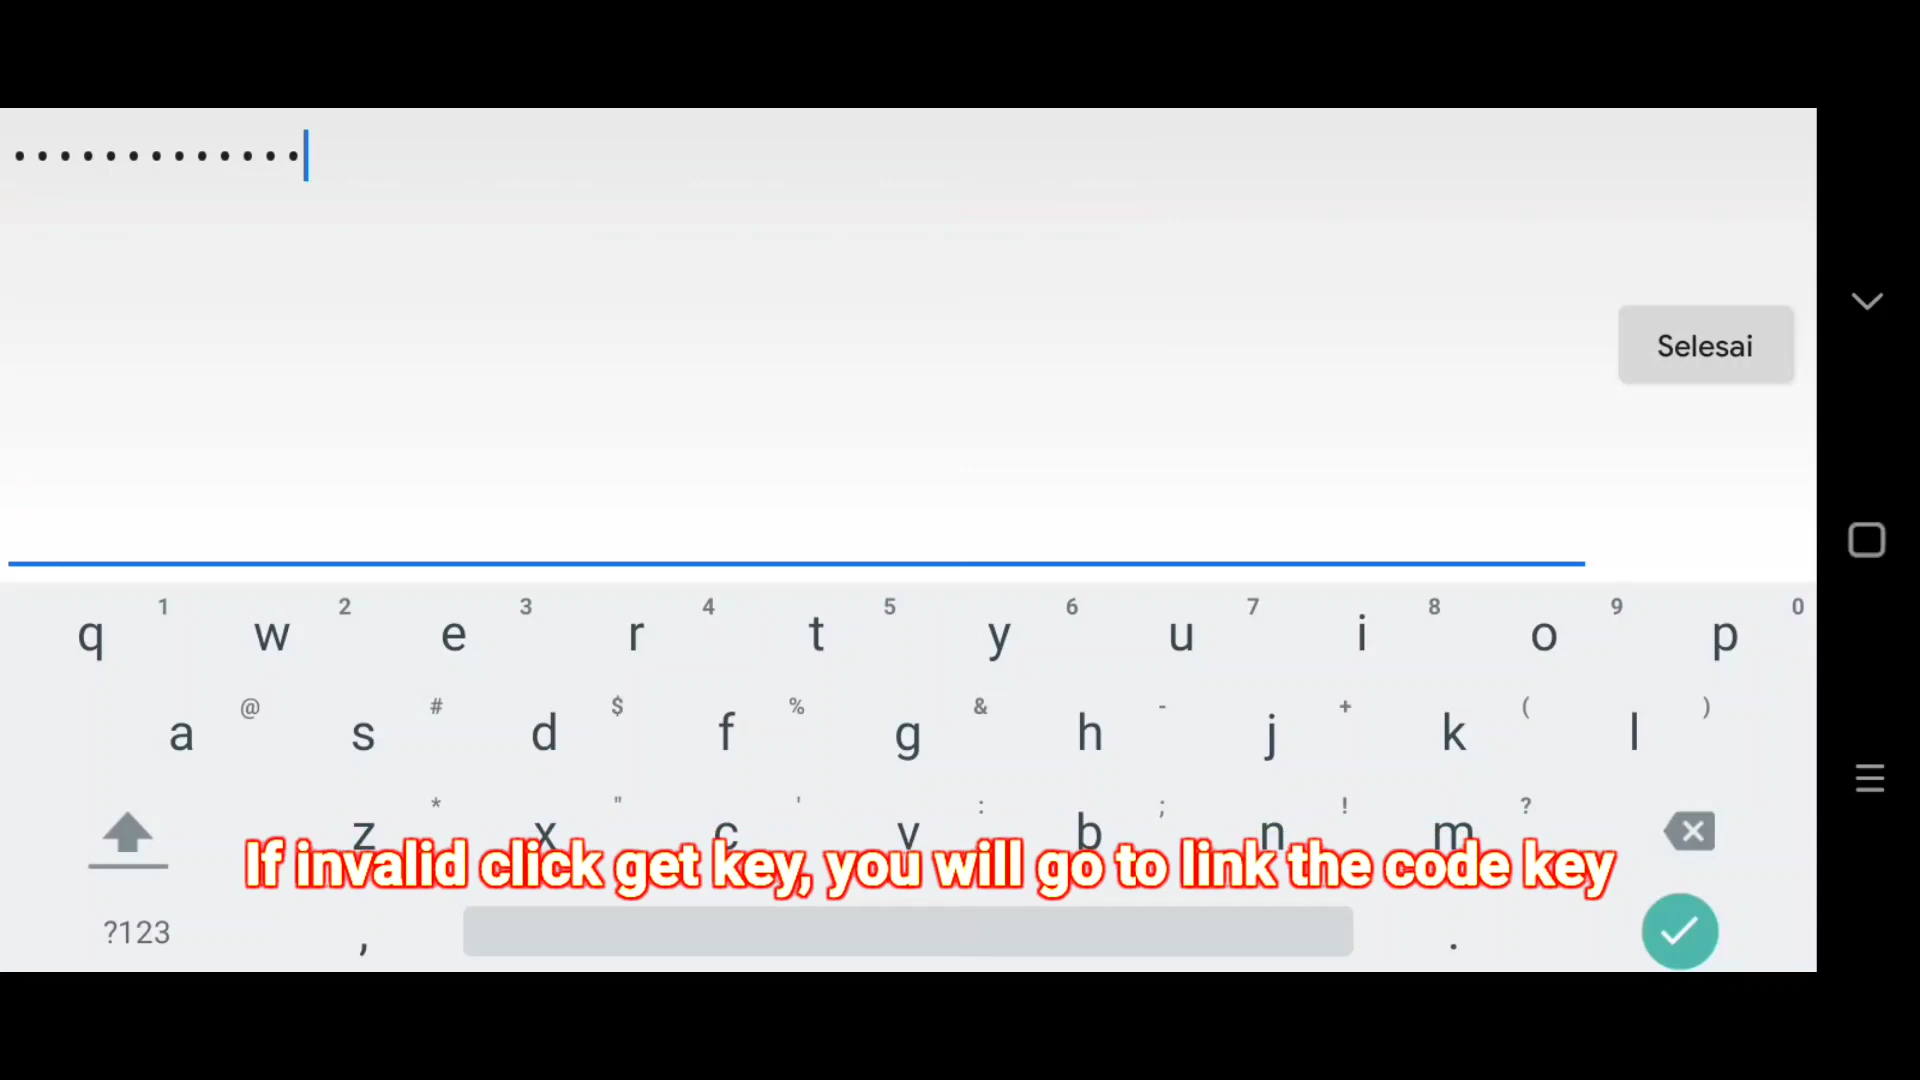 •••••••••••••
Selesai
1 2 3 4 5 6 7 8 9 0
q w e r t y u i o p
@ # $ % & - + ( )
a s d f g h j k l
* " ' : ; ! ?
z x c v b n m
If invalid click get key, you will go to link the code key
?123 , .